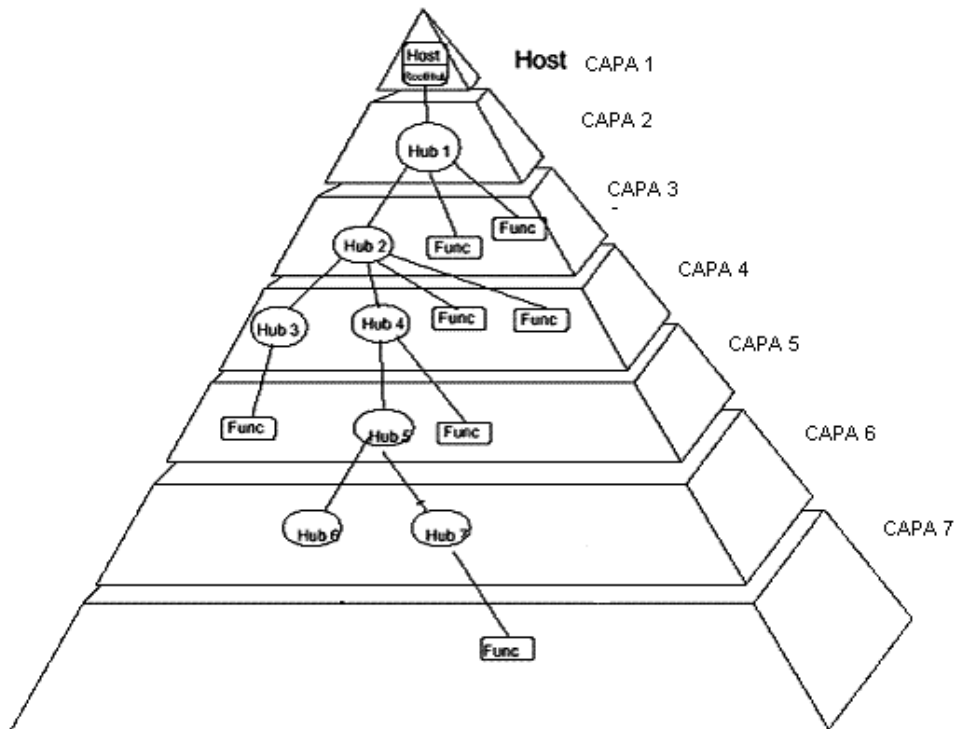 Host
RootHub
Host CAPA 1
CAPA 2
Hub 1
CAPA 3
Func
Hub 2
Func
CAPA 4
Hub 3
Hub 4
Func
Func
CAPA 5
Func
Hub 5
Func
CAPA 6
Hub 6
Hub 7
CAPA 7
Func